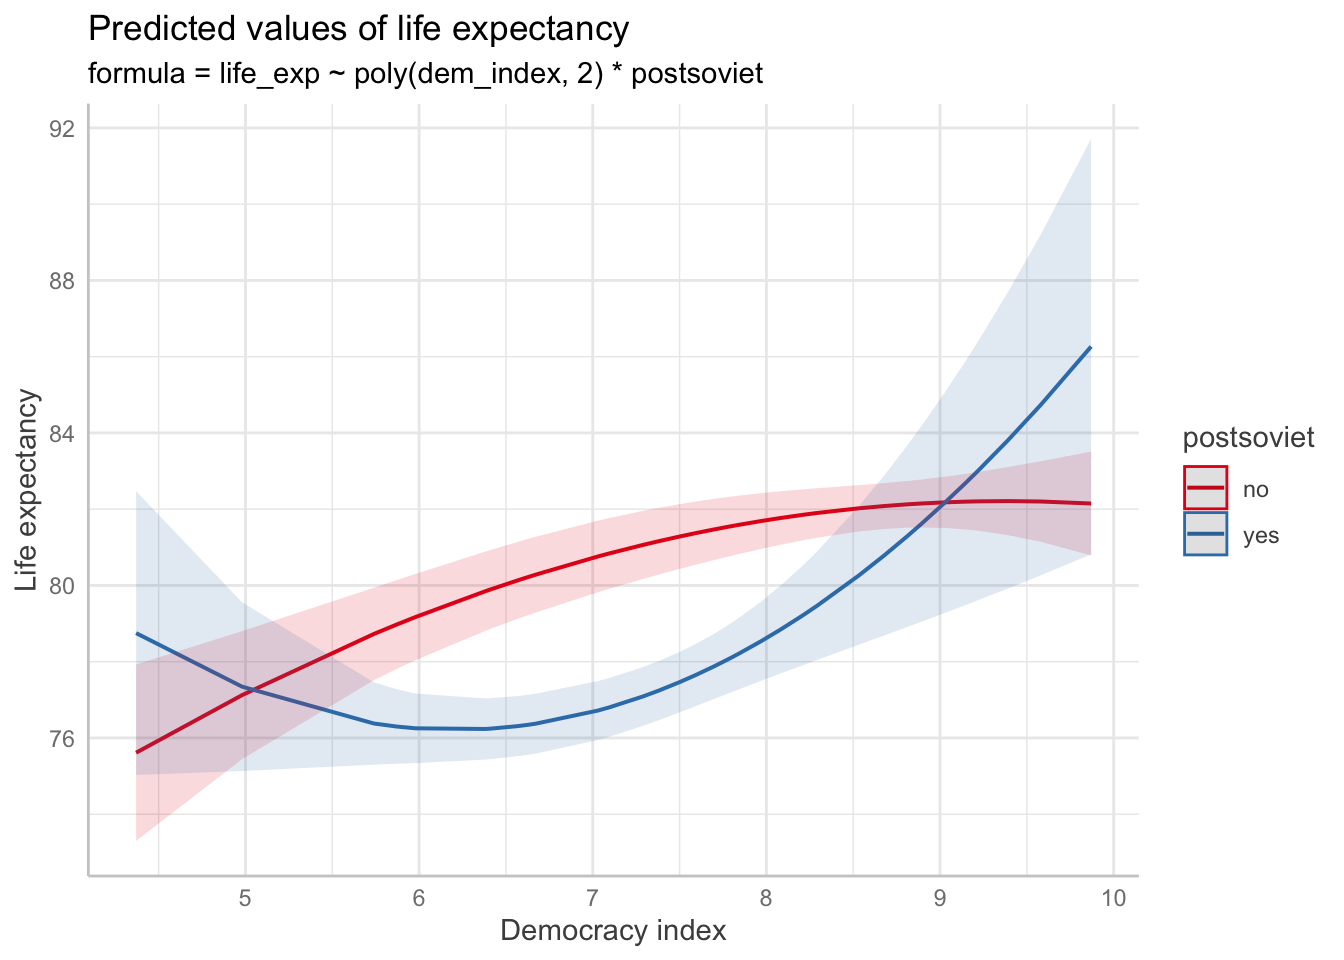 Predicted values of life expectancy
formula = life_exp ~ poly(dem_index, 2) * postsoviet
92
88
84
80
76
Life expectancy
5 6 7 8 9 10
Democracy index
postsoviet
no
yes